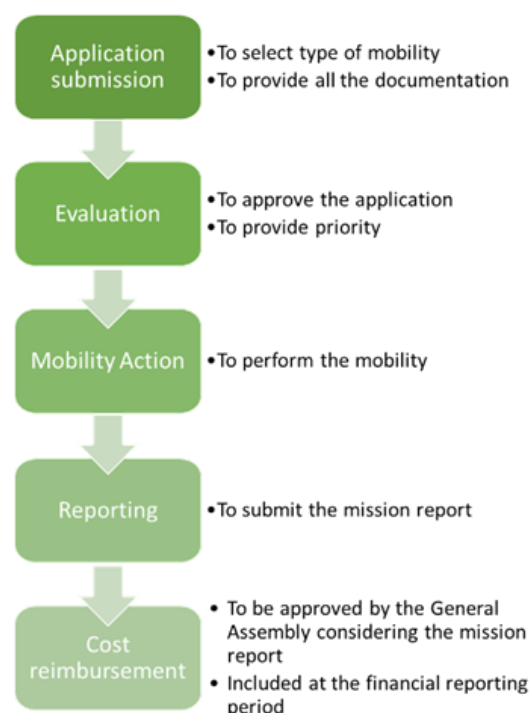 Application
submission
•To select type of mobility
•To provide all the documentation
Evaluation
•To approve the application
•To provide priority
Mobility Action
•To perform the mobility
Reporting
•To submit the mission report
Cost
reimbursement
• To be approved by the General
Assembly considering the mission
report
• Included at the financial reporting
period